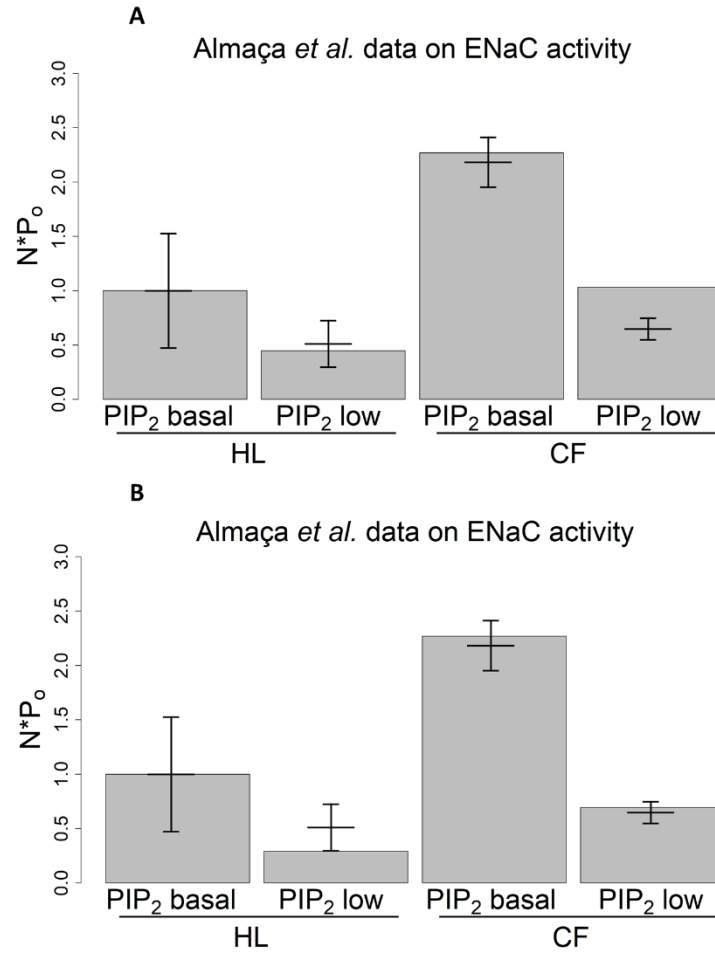 A
Almaça et al. data on ENaC activity
N*Pₒ
3.0
2.5
2.0
1.5
1.0
0.5
0.0
PIP₂ basal PIP₂ low PIP₂ basal PIP₂ low
HL CF
B
Almaça et al. data on ENaC activity
N*Pₒ
3.0
2.5
2.0
1.5
1.0
0.5
0.0
PIP₂ basal PIP₂ low PIP₂ basal PIP₂ low
HL CF